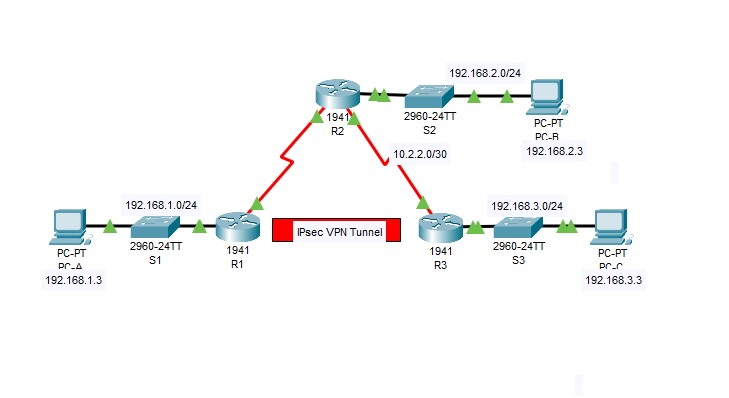 192.168.2.0/24
1941
R2
2960-24TT
S2
PC-PT
PC-B
192.168.2.3
10.2.2.0/30
192.168.1.0/24
192.168.3.0/24
PC-PT
PC-A
192.168.1.3
2960-24TT
S1
1941
R1
IPsec VPN Tunnel
1941
R3
2960-24TT
S3
PC-PT
PC-C
192.168.3.3